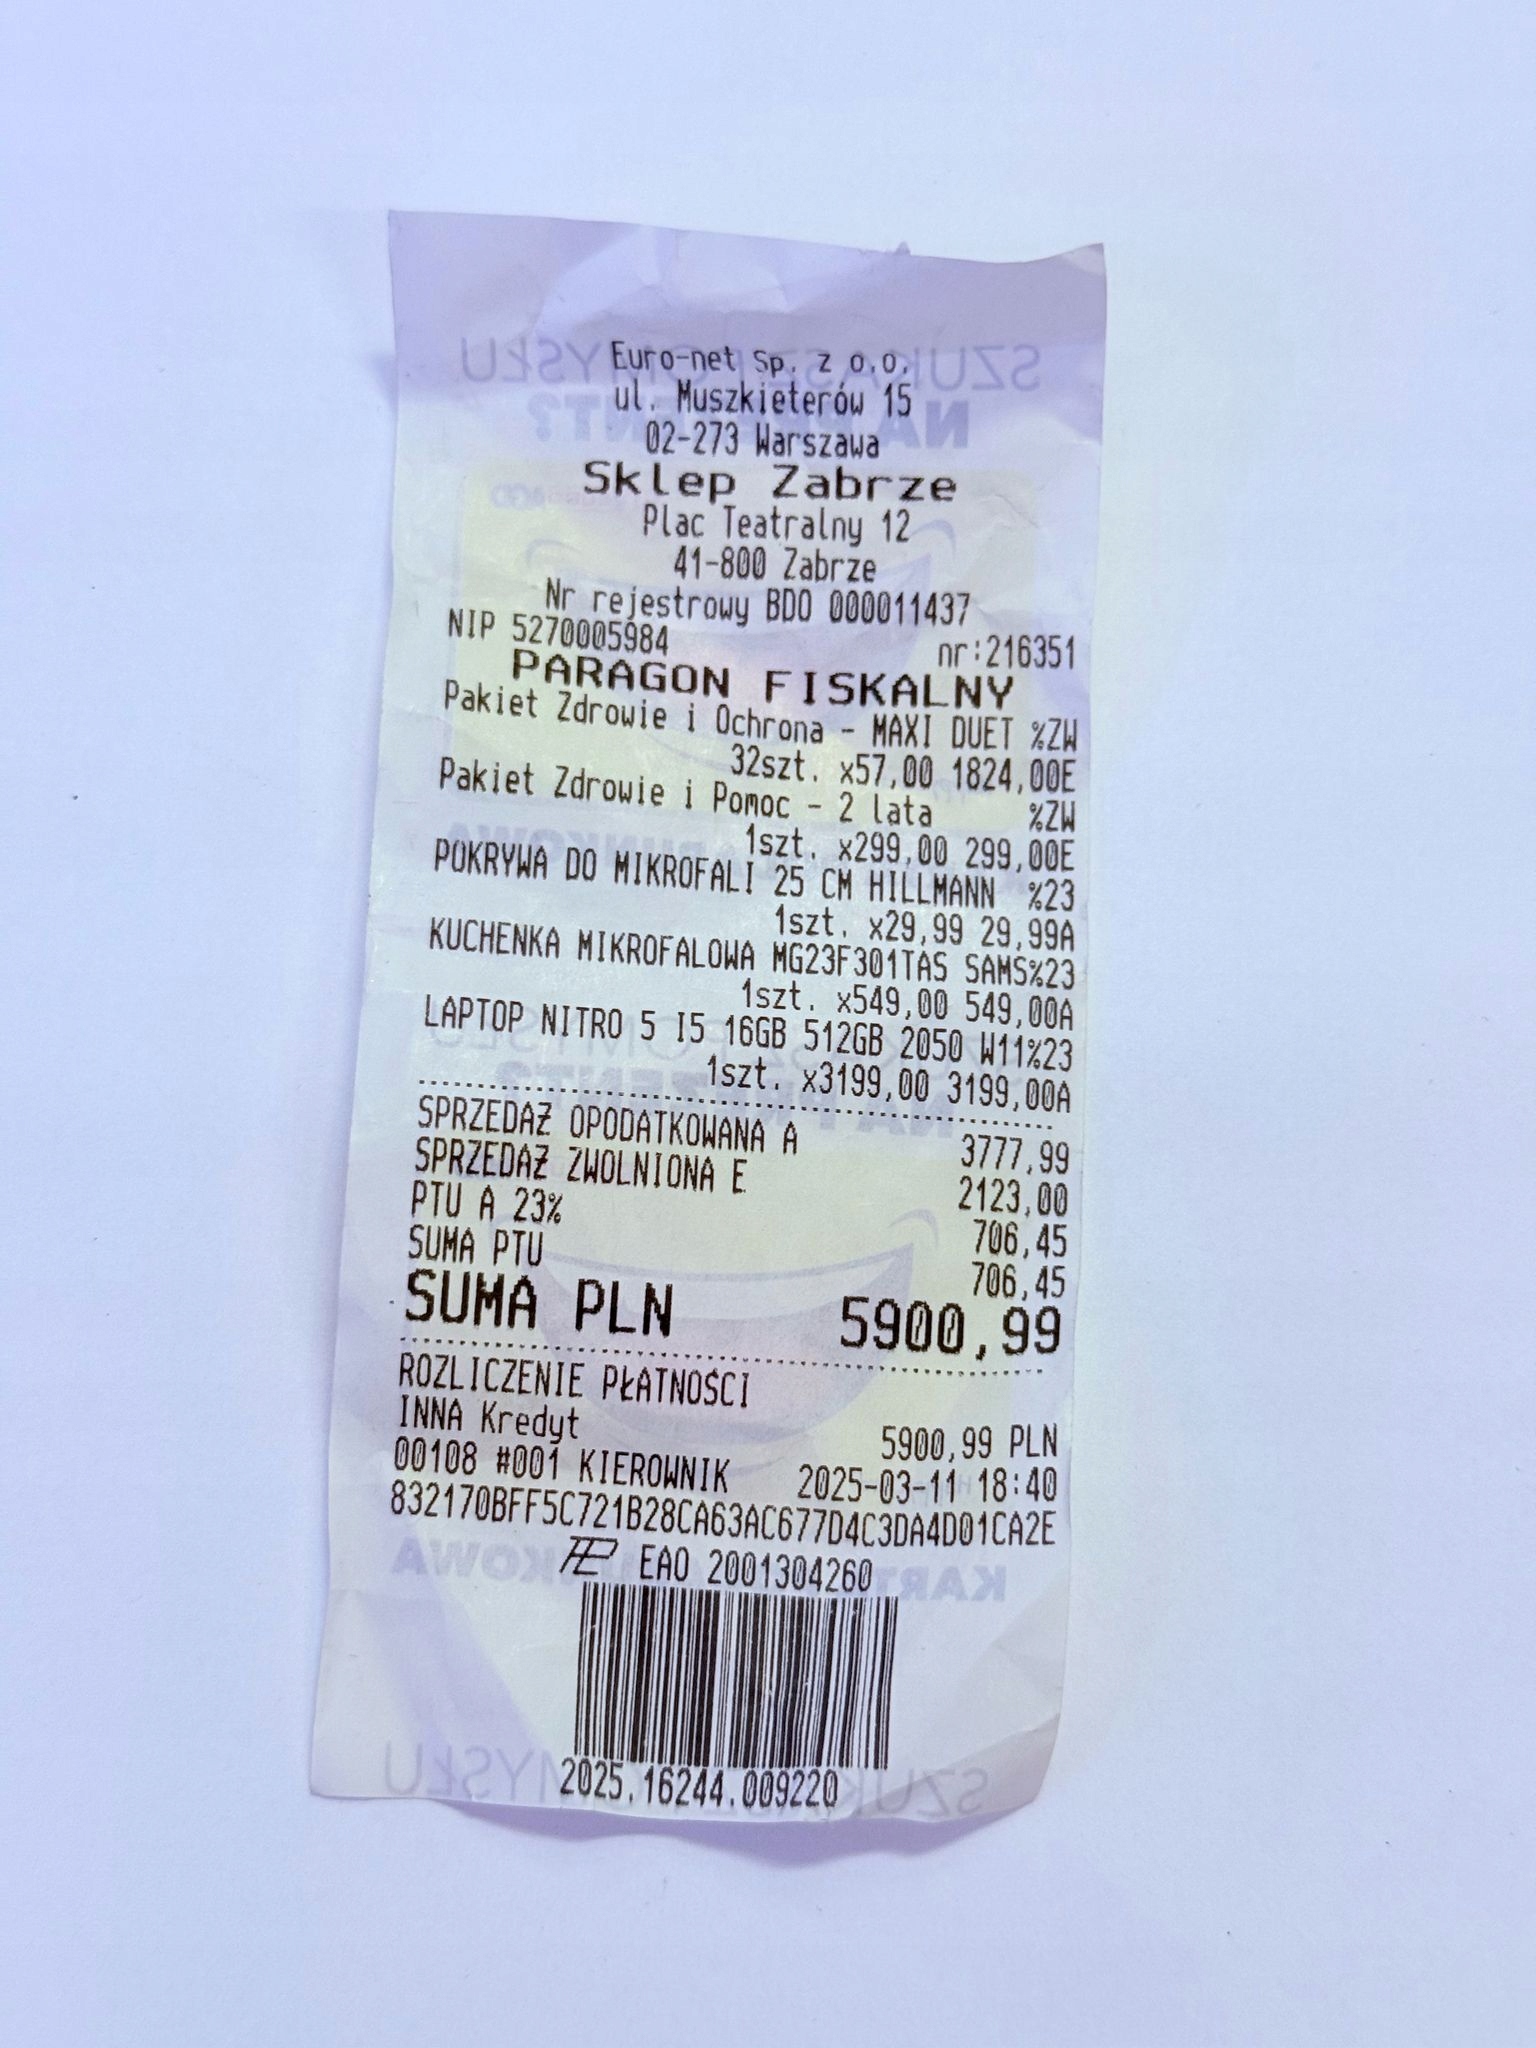 Euro-net Sp. z o.o.
ul. Muszkieterów 15
02-273 Warszawa
Sklep Zabrze
Plac Teatralny 12
41-800 Zabrze
Nr rejestrowy BDO 000011437
NIP 5270005984 nr:216351
PARAGON FISKALNY
Pakiet Zdrowie i Ochrona - MAXI DUET %ZW
32szt. x57,00 1824,00E
Pakiet Zdrowie i Pomoc - 2 lata %ZW
1szt. x299,00 299,00E
POKRYWA DO MIKROFALI 25 CM HILLMANN %23
1szt. x29,99 29,99A
KUCHENKA MIKROFALOWA MG23F301TAS SAMS%23
1szt. x549,00 549,00A
LAPTOP NITRO 5 I5 16GB 512GB 2050 W11%23
1szt. x3199,00 3199,00A
SPRZEDAŻ OPODATKOWANA A 3777,99
SPRZEDAŻ ZWOLNIONA E 2123,00
PTU A 23% 706,45
SUMA PTU 706,45
SUMA PLN 5900,99
ROZLICZENIE PŁATNOŚCI
INNA Kredyt 5900,99 PLN
00108 #001 KIEROWNIK 2025-03-11 18:40
832170BFF5C721B28CA63AC677D4C3DA4D01CA2E
EAO 2001304260
2025.16244.009220